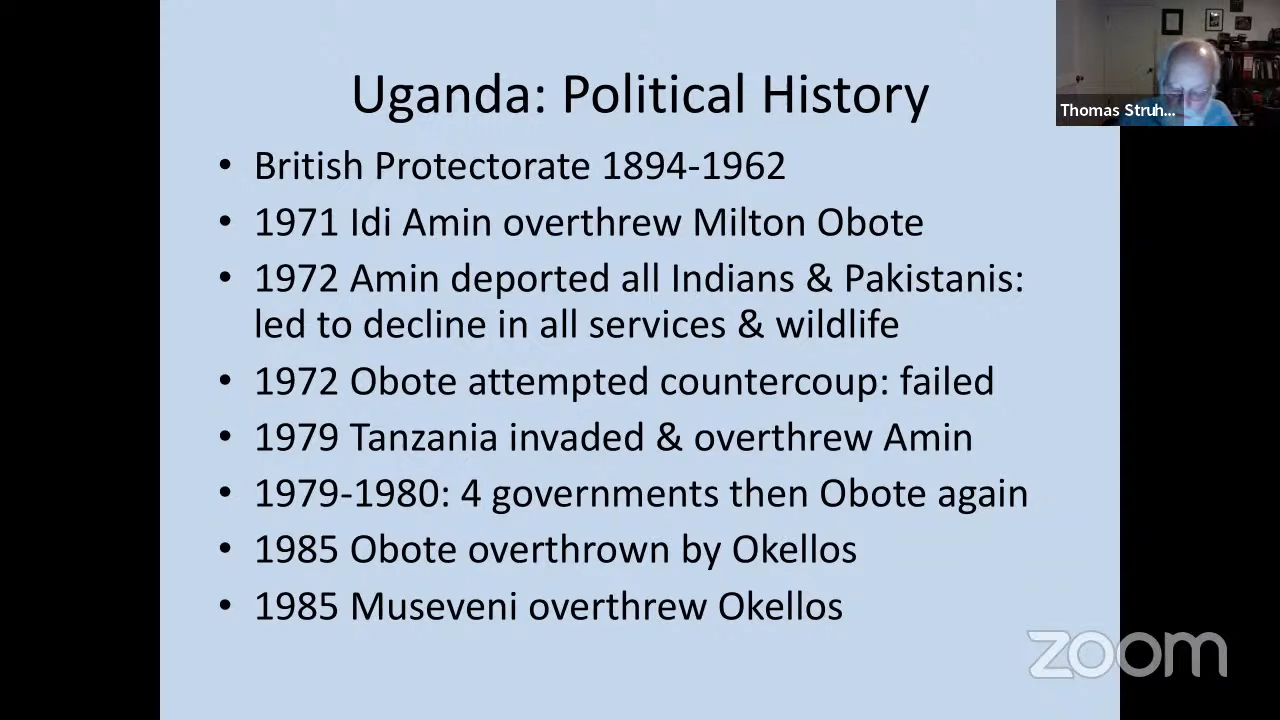 Uganda: Political History
Thomas Struh...
• British Protectorate 1894-1962
• 1971 Idi Amin overthrew Milton Obote
• 1972 Amin deported all Indians & Pakistanis:
led to decline in all services & wildlife
• 1972 Obote attempted countercoup: failed
• 1979 Tanzania invaded & overthrew Amin
• 1979-1980: 4 governments then Obote again
• 1985 Obote overthrown by Okellos
• 1985 Museveni overthrew Okellos
zoom